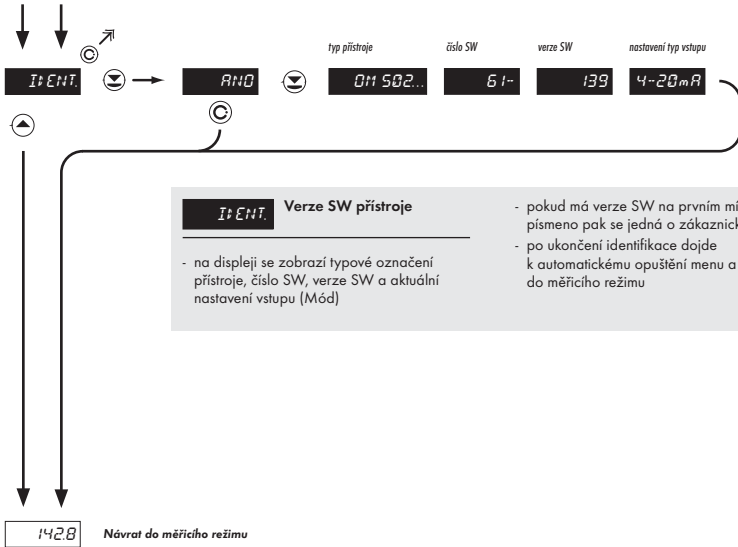 typ přístroje číslo SW verze SW nastavení typ vstupu
IDENT. ANO OM 502... 61- 139 4-20mA
IDENT. Verze SW přístroje
- na displeji se zobrazí typové označení
přístroje, číslo SW, verze SW a aktuální
nastavení vstupu (Mód)
- pokud má verze SW na prvním
písmeno pak se jedná o
- po ukončení identifikace dojde
k automatickému opuštění menu a
do měřicího režimu
142.8 Návrat do měřicího režimu